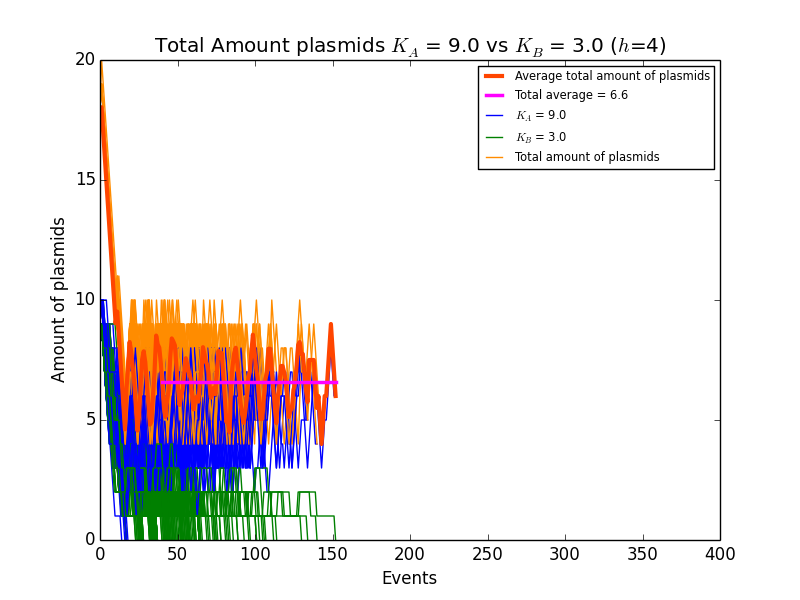 Total Amount plasmids K_A = 9.0 vs K_B = 3.0 (h=4)
20
15
10
5
0
Amount of plasmids
Average total amount of plasmids
Total average = 6.6
K_A = 9.0
K_B = 3.0
Total amount of plasmids
0 50 100 150 200 250 300 350 400
Events